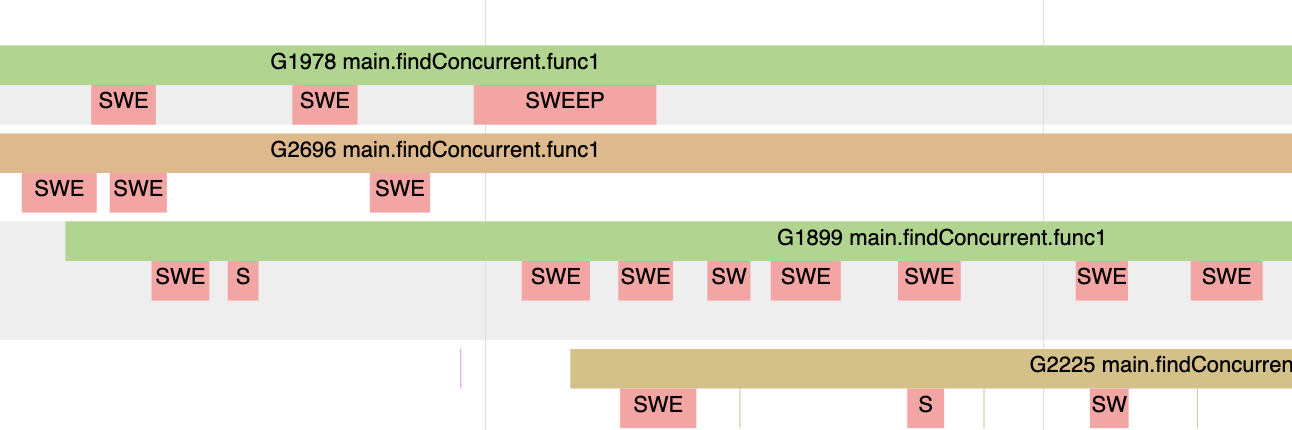 G1978 main.findConcurrent.func1
SWE SWE SWEEP
G2696 main.findConcurrent.func1
SWE SWE SWE
G1899 main.findConcurrent.func1
SWE S SWE SWE SW SWE SWE SWE SWE
G2225 main.findConcurren
SWE S SW